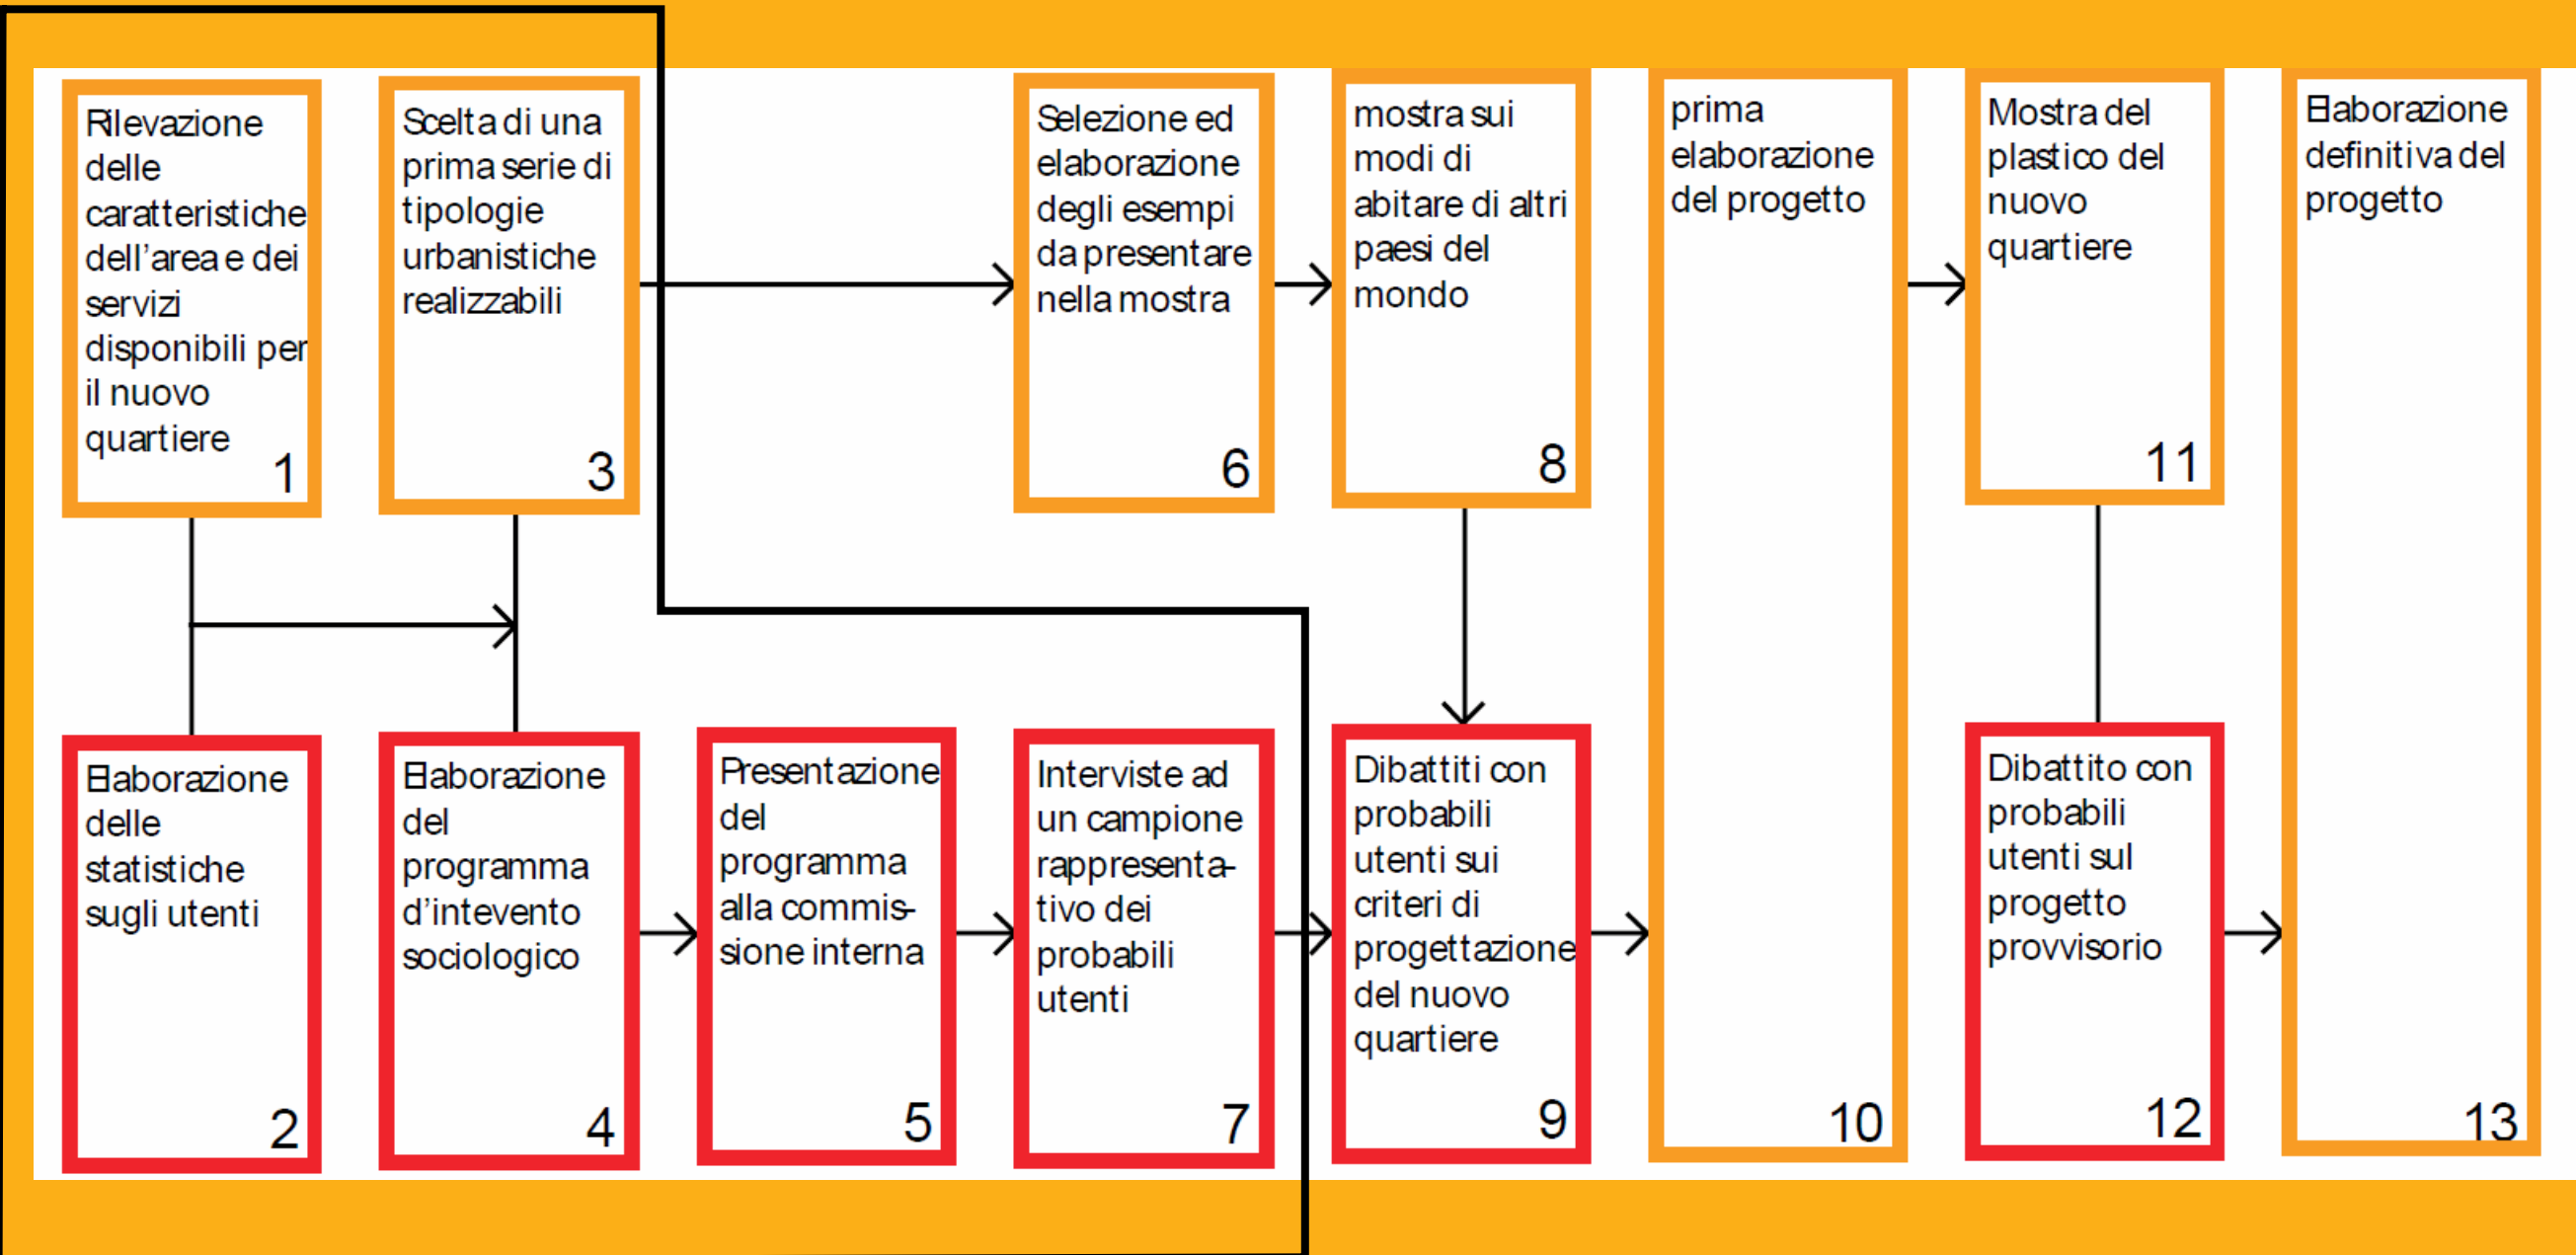 Rilevazione
delle
caratteristiche
dell'area e dei
servizi
disponibili per
il nuovo
quartiere
1
Scelta di una
prima serie di
tipologie
urbanistiche
realizzabili
3
Selezione ed
elaborazione
degli esempi
da presentare
nella mostra
6
mostra sui
modi di
abitare di altri
paesi del
mondo
8
prima
elaborazione
del progetto
10
Mostra del
plastico del
nuovo
quartiere
11
Elaborazione
definitiva del
progetto
13
Elaborazione
delle
statistiche
sugli utenti
2
Elaborazione
del
programma
d'intevento
sociologico
4
Presentazione
del
programma
alla commis-
sione interna
5
Interviste ad
un campione
rappresenta-
tivo dei
probabili
utenti
7
Dibattiti con
probabili
utenti sui
criteri di
progettazione
del nuovo
quartiere
9
Dibattito con
probabili
utenti sul
progetto
provvisorio
12